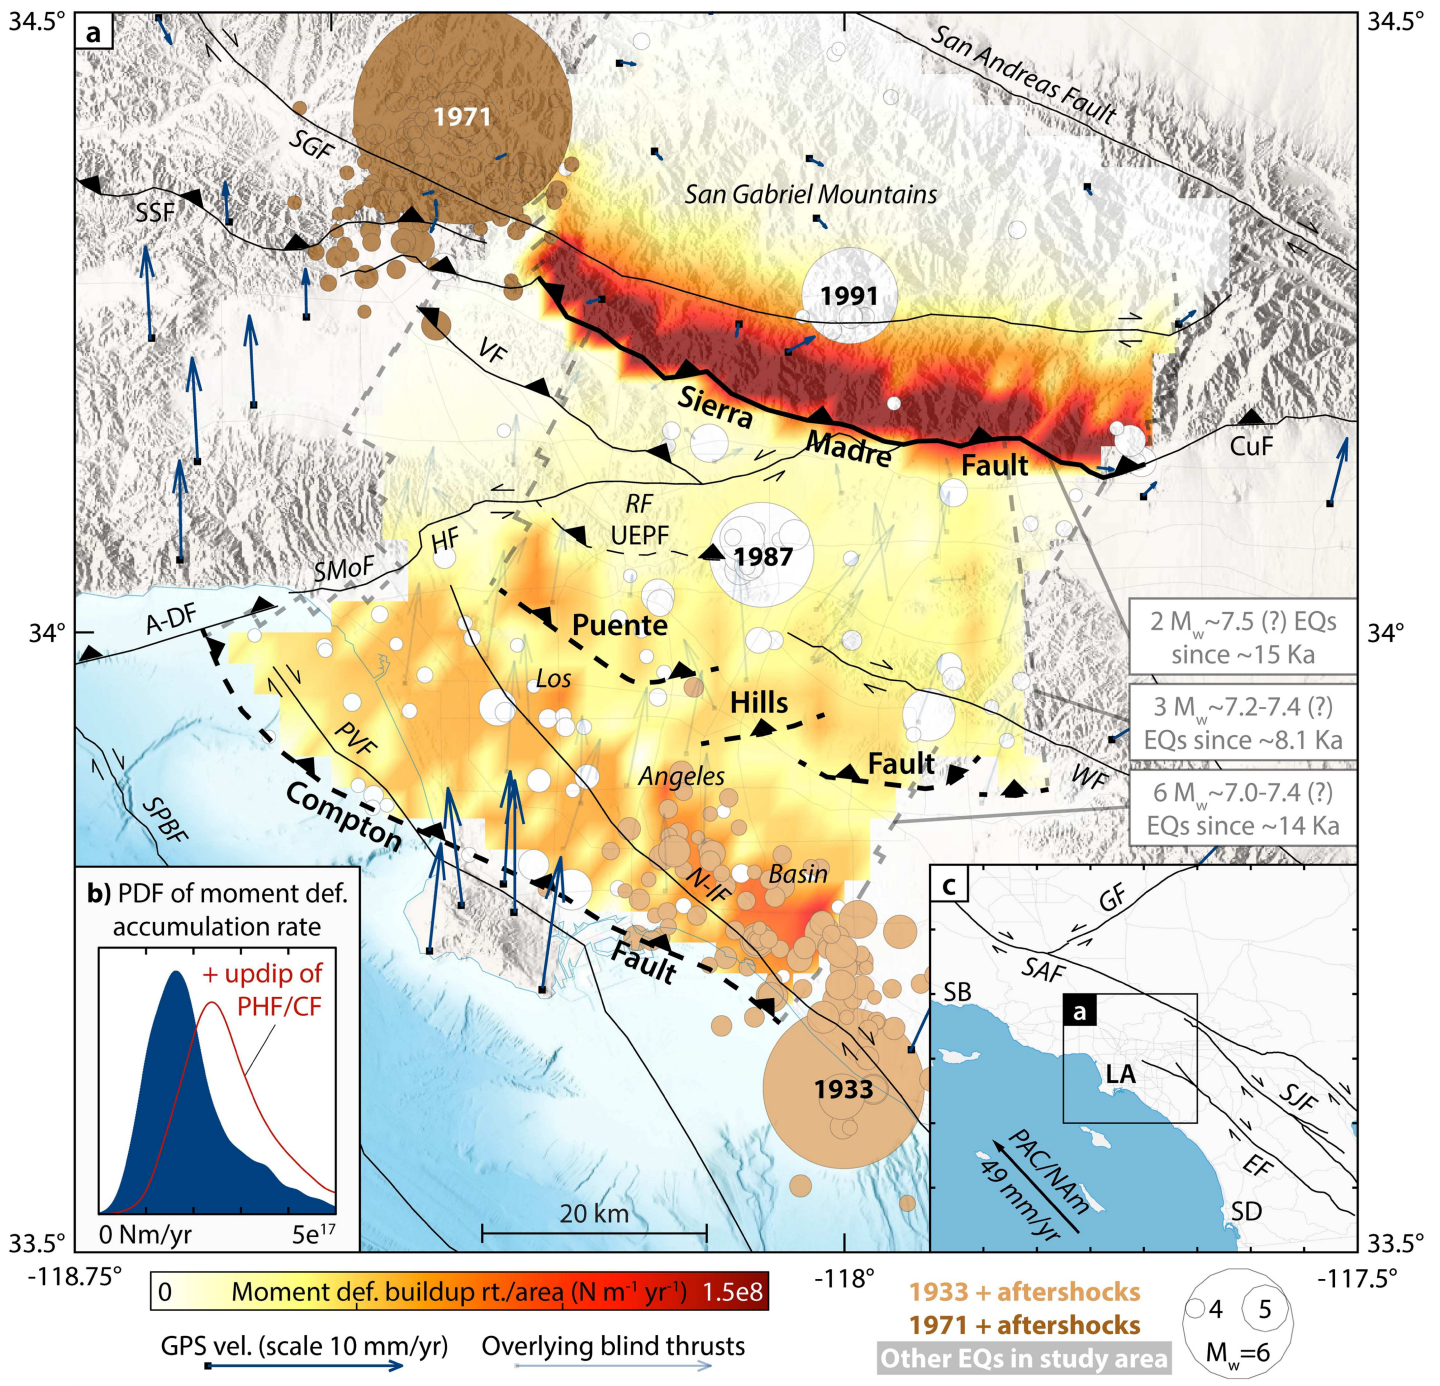 34.5°
34.5°
a
1971
San Andreas Fault
SGF
San Gabriel Mountains
SSF
1991
VF
Sierra
Madre
Fault
CuF
RF
UEPF
HF
1987
SMoF
A-DF
34°
34°
Puente
Los
Hills
Fault
WF
PVF
Angeles
Compton
SPBF
N-IF
Basin
Fault
1933
2 Mw~7.5 (?) EQs
since ~15 Ka
3 Mw~7.2-7.4 (?)
EQs since ~8.1 Ka
6 Mw~7.0-7.4 (?)
EQs since ~14 Ka
b) PDF of moment def.
accumulation rate
+ updip of
PHF/CF
0 Nm/yr
5e17
20 km
c
GF
SAF
SB
a
LA
SJF
EF
PAC/NAm
49 mm/yr
SD
33.5°
33.5°
-118.75°
-118°
-117.5°
0 Moment def. buildup rt./area (N m⁻¹ yr⁻¹) 1.5e8
GPS vel. (scale 10 mm/yr)
Overlying blind thrusts
1933 + aftershocks
1971 + aftershocks
Other EQs in study area
4
5
Mw=6